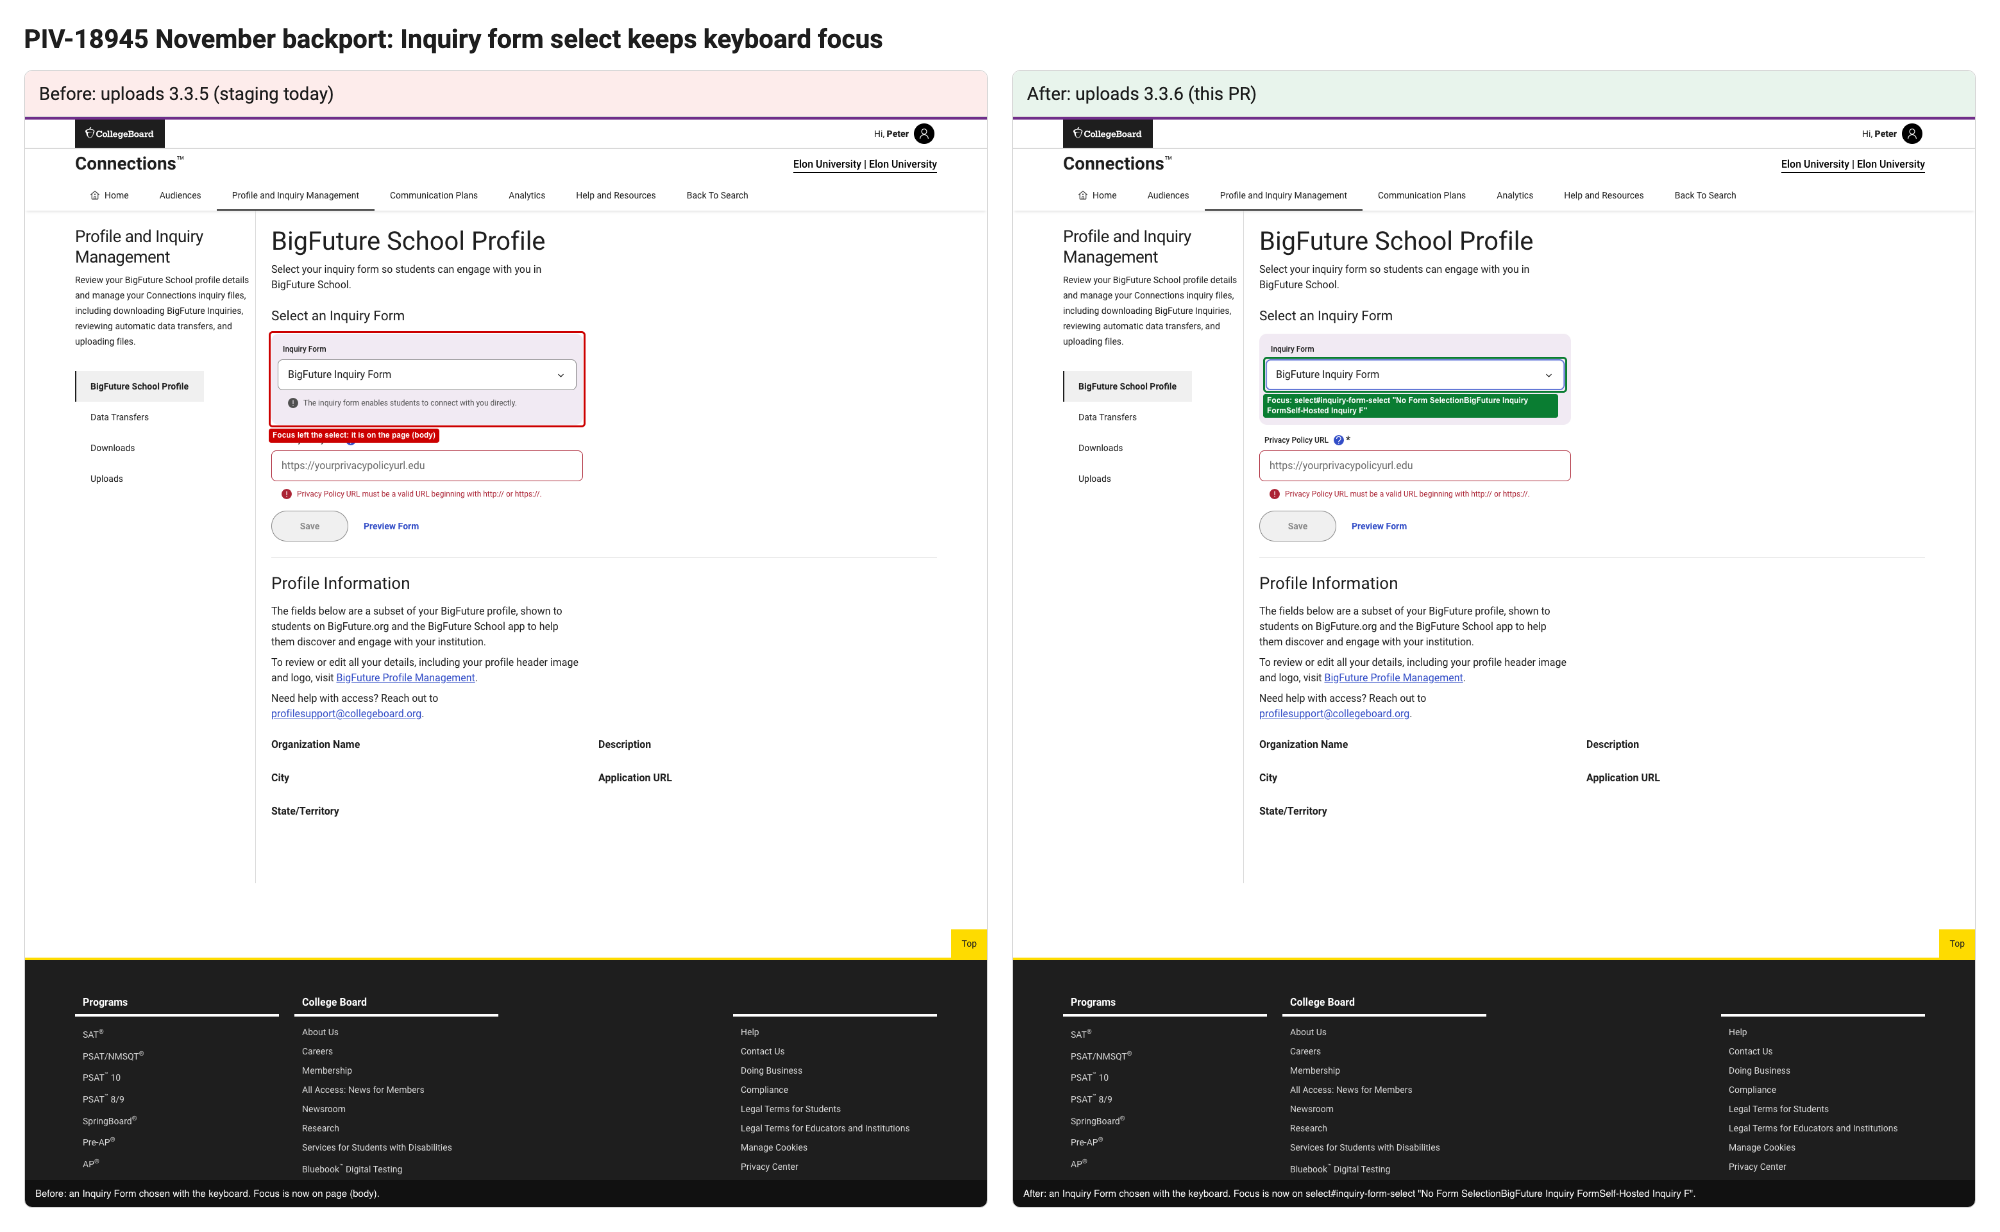 PIV-18945 November backport: Inquiry form select keeps keyboard focus
Before: uploads 3.3.5 (staging today)
CollegeBoard
Hi, Peter
Connections™
Elon University | Elon University
Home Audiences Profile and Inquiry Management Communication Plans Analytics Help and Resources Back To Search
Profile and Inquiry
Management
Review your BigFuture School profile details
and manage your Connections inquiry files,
including downloading BigFuture Inquiries,
reviewing automatic data transfers, and
uploading files.
BigFuture School Profile
Data Transfers
Downloads
Uploads
BigFuture School Profile
Select your inquiry form so students can engage with you in
BigFuture School.
Select an Inquiry Form
Inquiry Form
BigFuture Inquiry Form
The inquiry form enables students to connect with you directly.
Focus left the select: it is on the page (body)
https://yourprivacypolicyurl.edu
Privacy Policy URL must be a valid URL beginning with http:// or https://.
Save Preview Form
Profile Information
The fields below are a subset of your BigFuture profile, shown to
students on BigFuture.org and the BigFuture School app to help
them discover and engage with your institution.
To review or edit all your details, including your profile header image
and logo, visit BigFuture Profile Management.
Need help with access? Reach out to
profilesupport@collegeboard.org.
Organization Name Description
City Application URL
State/Territory
Top
Programs
SAT®
PSAT/NMSQT®
PSAT™ 10
PSAT™ 8/9
SpringBoard®
Pre-AP®
AP®
College Board
About Us
Careers
Membership
All Access: News for Members
Newsroom
Research
Services for Students with Disabilities
Bluebook™ Digital Testing
Help
Contact Us
Doing Business
Compliance
Legal Terms for Students
Legal Terms for Educators and Institutions
Manage Cookies
Privacy Center
Before: an Inquiry Form chosen with the keyboard. Focus is now on page (body).
After: uploads 3.3.6 (this PR)
CollegeBoard
Hi, Peter
Connections™
Elon University | Elon University
Home Audiences Profile and Inquiry Management Communication Plans Analytics Help and Resources Back To Search
Profile and Inquiry
Management
Review your BigFuture School profile details
and manage your Connections inquiry files,
including downloading BigFuture Inquiries,
reviewing automatic data transfers, and
uploading files.
BigFuture School Profile
Data Transfers
Downloads
Uploads
BigFuture School Profile
Select your inquiry form so students can engage with you in
BigFuture School.
Select an Inquiry Form
Inquiry Form
BigFuture Inquiry Form
Focus: select#inquiry-form-select "No Form SelectionBigFuture Inquiry
FormSelf-Hosted Inquiry F"
Privacy Policy URL ? *
https://yourprivacypolicyurl.edu
Privacy Policy URL must be a valid URL beginning with http:// or https://.
Save Preview Form
Profile Information
The fields below are a subset of your BigFuture profile, shown to
students on BigFuture.org and the BigFuture School app to help
them discover and engage with your institution.
To review or edit all your details, including your profile header image
and logo, visit BigFuture Profile Management.
Need help with access? Reach out to
profilesupport@collegeboard.org.
Organization Name Description
City Application URL
State/Territory
Top
Programs
SAT®
PSAT/NMSQT®
PSAT™ 10
PSAT™ 8/9
SpringBoard®
Pre-AP®
AP®
College Board
About Us
Careers
Membership
All Access: News for Members
Newsroom
Research
Services for Students with Disabilities
Bluebook™ Digital Testing
Help
Contact Us
Doing Business
Compliance
Legal Terms for Students
Legal Terms for Educators and Institutions
Manage Cookies
Privacy Center
After: an Inquiry Form chosen with the keyboard. Focus is now on select#inquiry-form-select "No Form SelectionBigFuture Inquiry FormSelf-Hosted Inquiry F".